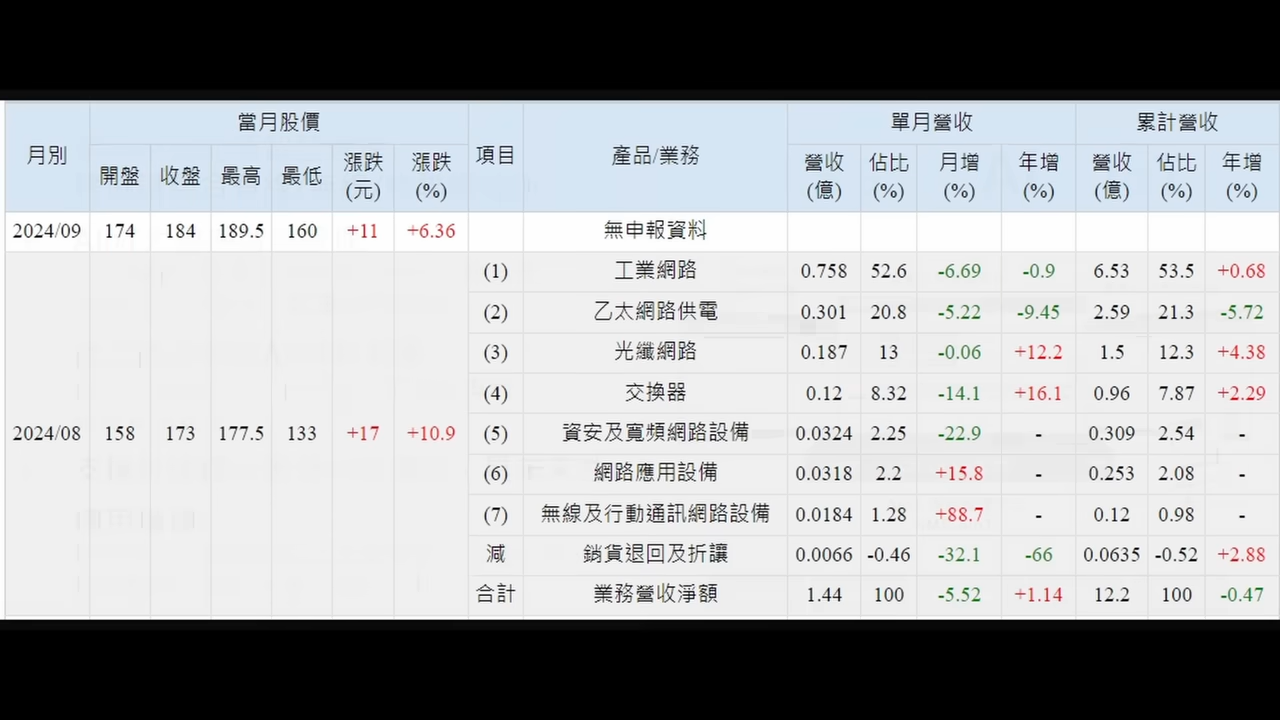 月別 當月股價 項目 產品/業務 單月營收 累計營收
開盤 收盤 最高 最低 漲跌(元) 漲跌(%) 營收(億) 佔比(%) 月增(%) 年增(%) 營收(億) 佔比(%) 年增(%)
2024/09 174 184 189.5 160 +11 +6.36 無申報資料
(1) 工業網路 0.758 52.6 -6.69 -0.9 6.53 53.5 +0.68
(2) 乙太網路供電 0.301 20.8 -5.22 -9.45 2.59 21.3 -5.72
(3) 光纖網路 0.187 13 -0.06 +12.2 1.5 12.3 +4.38
(4) 交換器 0.12 8.32 -14.1 +16.1 0.96 7.87 +2.29
2024/08 158 173 177.5 133 +17 +10.9 (5) 資安及寬頻網路設備 0.0324 2.25 -22.9 - 0.309 2.54 -
(6) 網路應用設備 0.0318 2.2 +15.8 - 0.253 2.08 -
(7) 無線及行動通訊網路設備 0.0184 1.28 +88.7 - 0.12 0.98 -
減 銷貨退回及折讓 0.0066 -0.46 -32.1 -66 0.0635 -0.52 +2.88
合計 業務營收淨額 1.44 100 -5.52 +1.14 12.2 100 -0.47